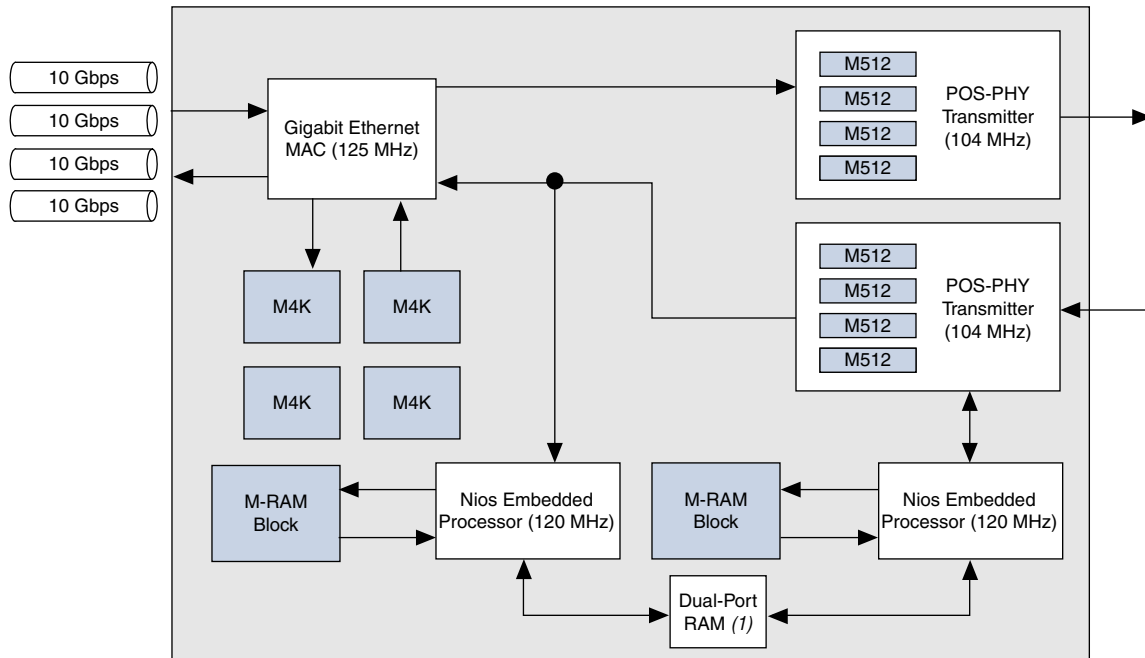 10 Gbps
10 Gbps
10 Gbps
10 Gbps
Gigabit Ethernet
MAC (125 MHz)
M512
M512
M512
M512
POS-PHY
Transmitter
(104 MHz)
M512
M512
M512
M512
POS-PHY
Transmitter
(104 MHz)
M4K
M4K
M4K
M4K
M-RAM
Block
Nios Embedded
Processor (120 MHz)
M-RAM
Block
Nios Embedded
Processor (120 MHz)
Dual-Port
RAM (1)